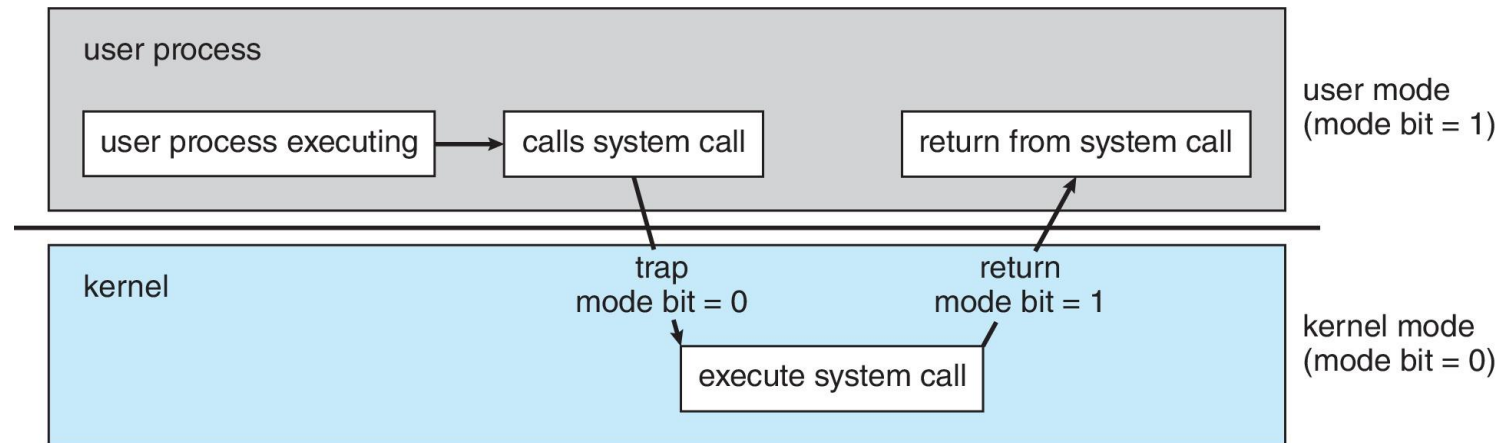 user process
user process executing
calls system call
return from system call
user mode
(mode bit = 1)
kernel
trap
mode bit = 0
return
mode bit = 1
execute system call
kernel mode
(mode bit = 0)